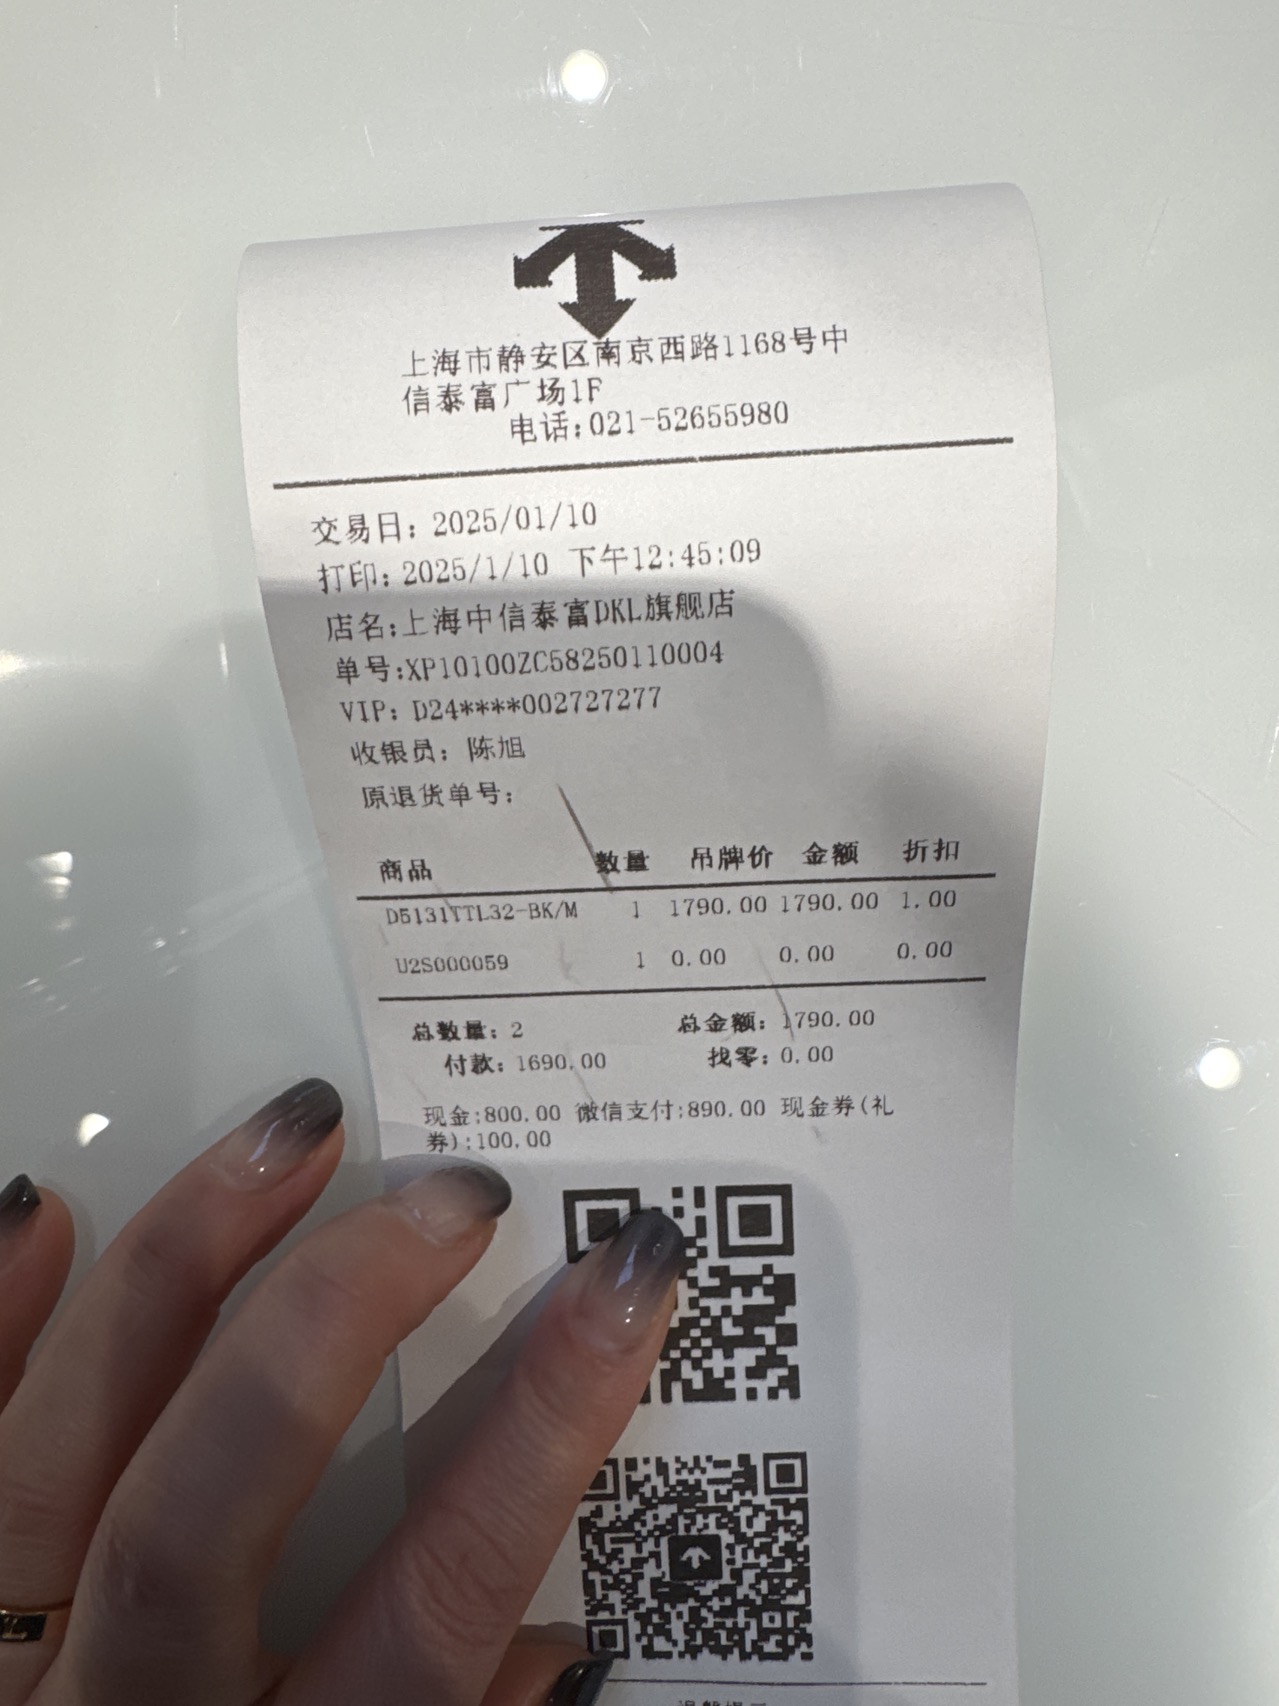 上海市静安区南京西路1168号中
信泰富广场1F
电话:021-52655980
交易日: 2025/01/10
打印: 2025/1/10 下午12:45:09
店名:上海中信泰富DKL旗舰店
单号:XP10100ZC58250110004
VIP: D24****002727277
收银员: 陈旭
原退货单号:
商品 数量 吊牌价 金额 折扣
D5131TTL32-BK/M 1 1790.00 1790.00 1.00
U2S000059 1 0.00 0.00 0.00
总数量: 2 总金额: 1790.00
付款: 1690.00 找零: 0.00
现金:800.00 微信支付:890.00 现金券(礼
券):100.00